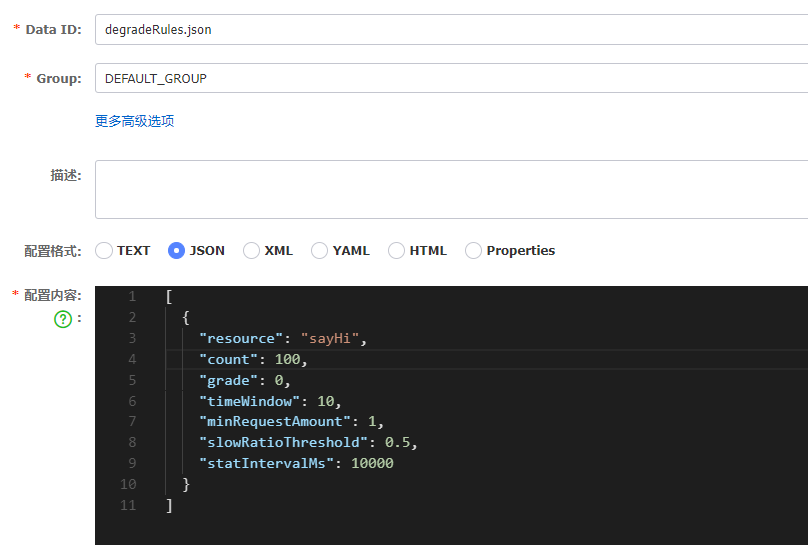 * Data ID: degradeRules.json
* Group: DEFAULT_GROUP
更多高级选项
描述:
配置格式: TEXT JSON XML YAML HTML Properties
* 配置内容:
? :
1 [
2 {
3 "resource": "sayHi",
4 "count": 100,
5 "grade": 0,
6 "timeWindow": 10,
7 "minRequestAmount": 1,
8 "slowRatioThreshold": 0.5,
9 "statIntervalMs": 10000
10 }
11 ]